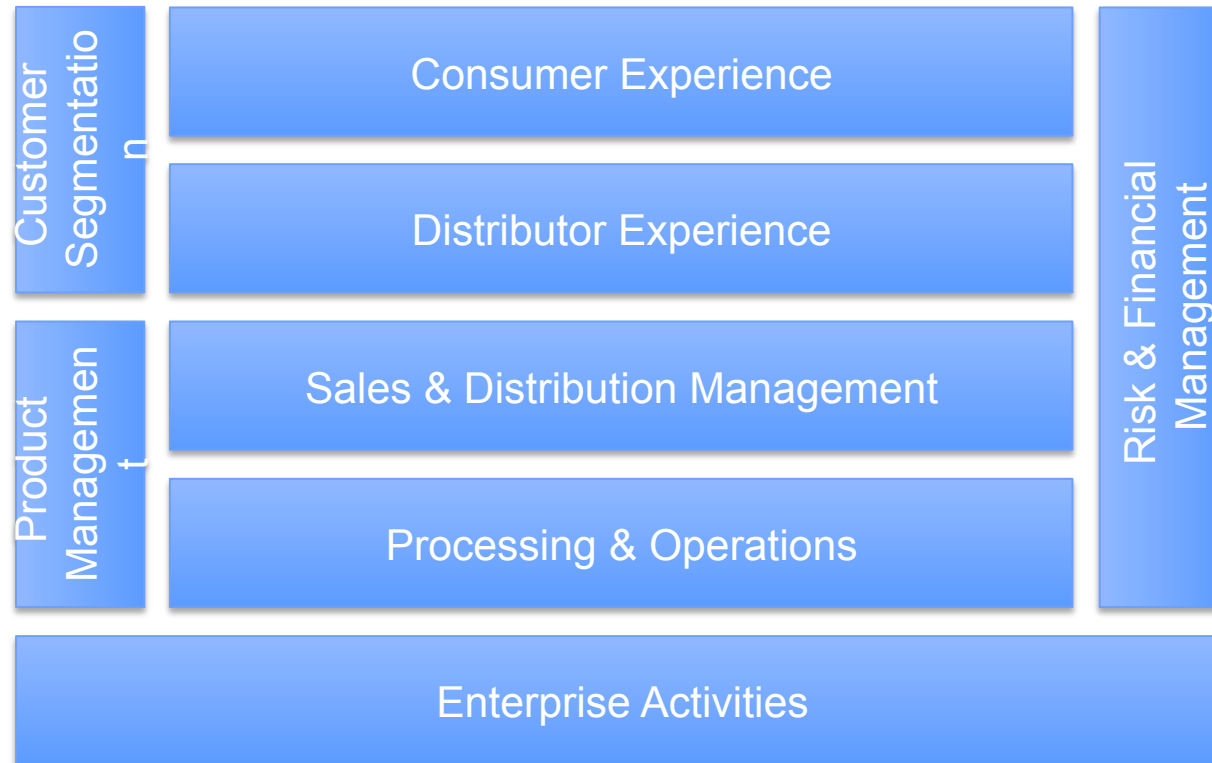 Customer
Segmentatio
n
Consumer Experience
Distributor Experience
Risk & Financial
Management
Product
Managemen
t
Sales & Distribution Management
Processing & Operations
Enterprise Activities